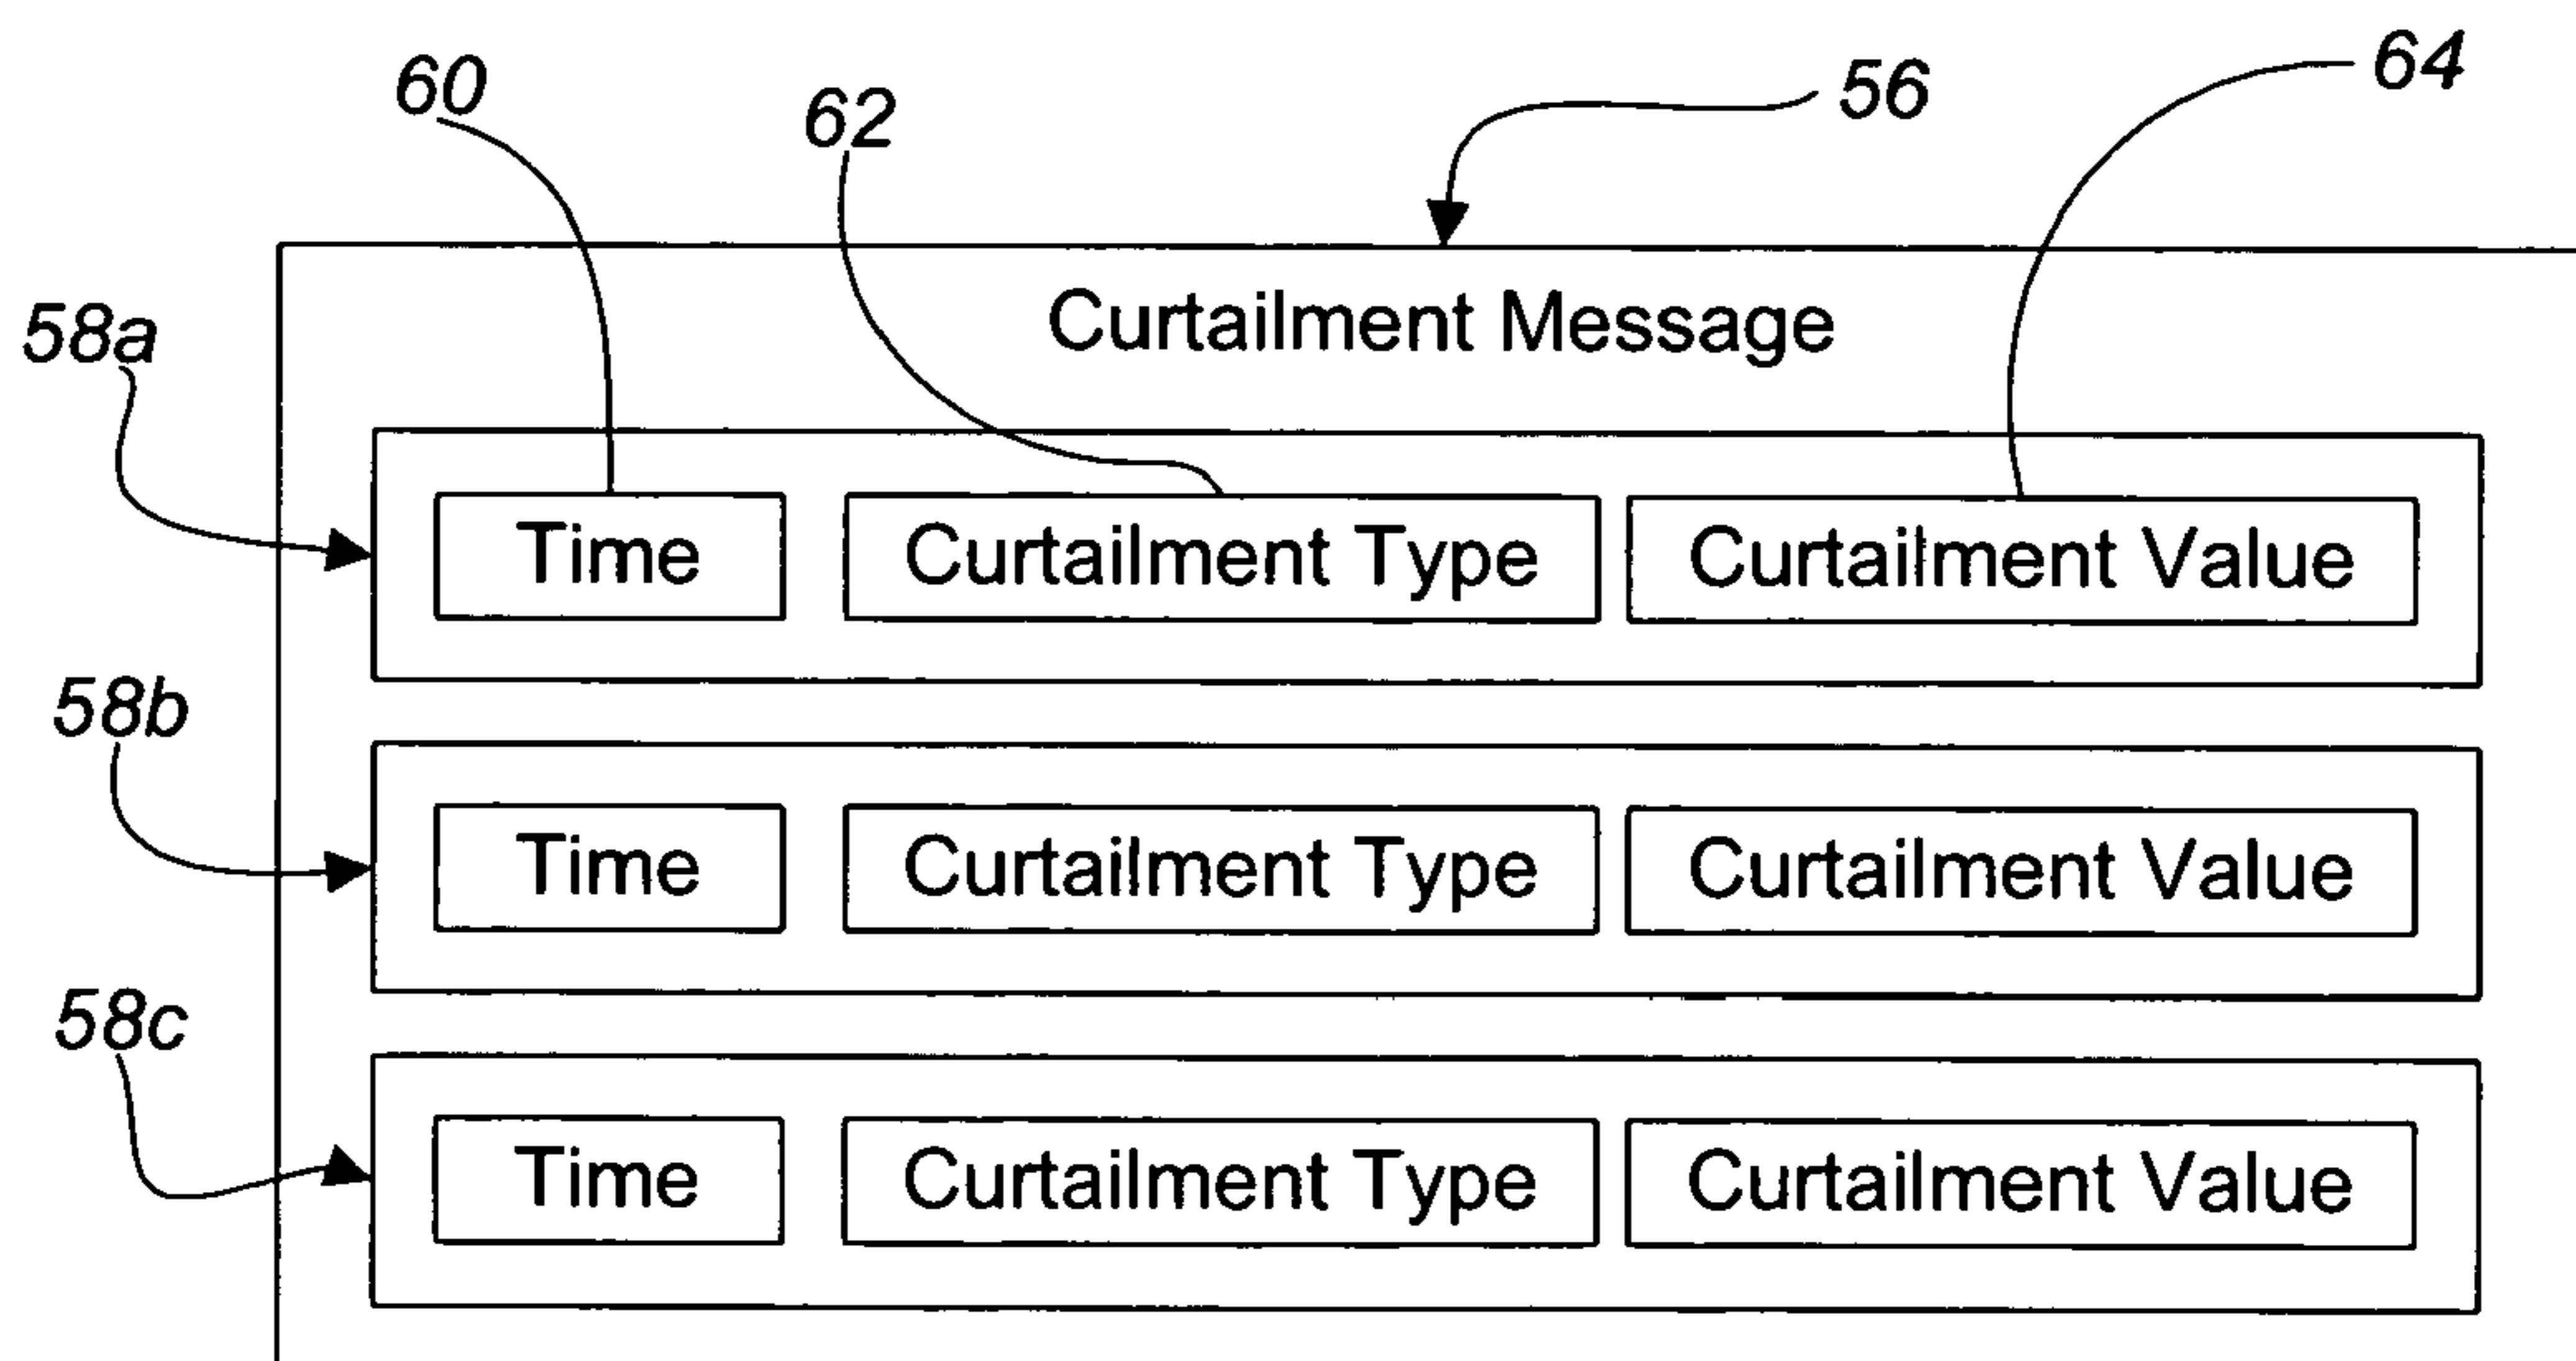 60 62 56 64
Curtailment Message
58a
Time Curtailment Type Curtailment Value
58b
Time Curtailment Type Curtailment Value
58c
Time Curtailment Type Curtailment Value